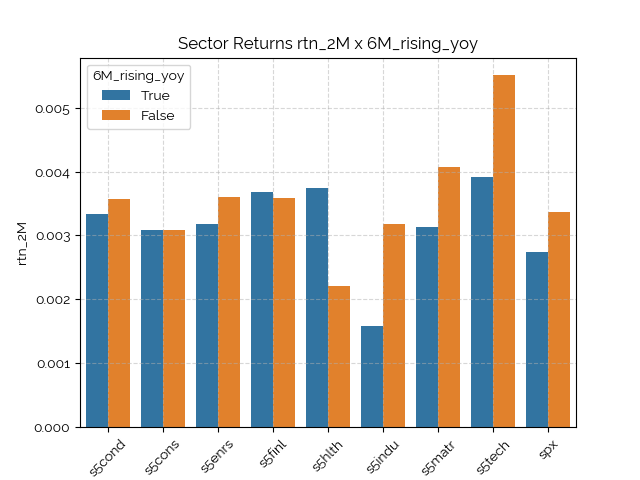 Sector Returns rtn_2M x 6M_rising_yoy
6M_rising_yoy
True
False
rtn_2M
0.005
0.004
0.003
0.002
0.001
0.000
s5cond
s5cons
s5enrs
s5finl
s5hlth
s5indu
s5matr
s5tech
spx